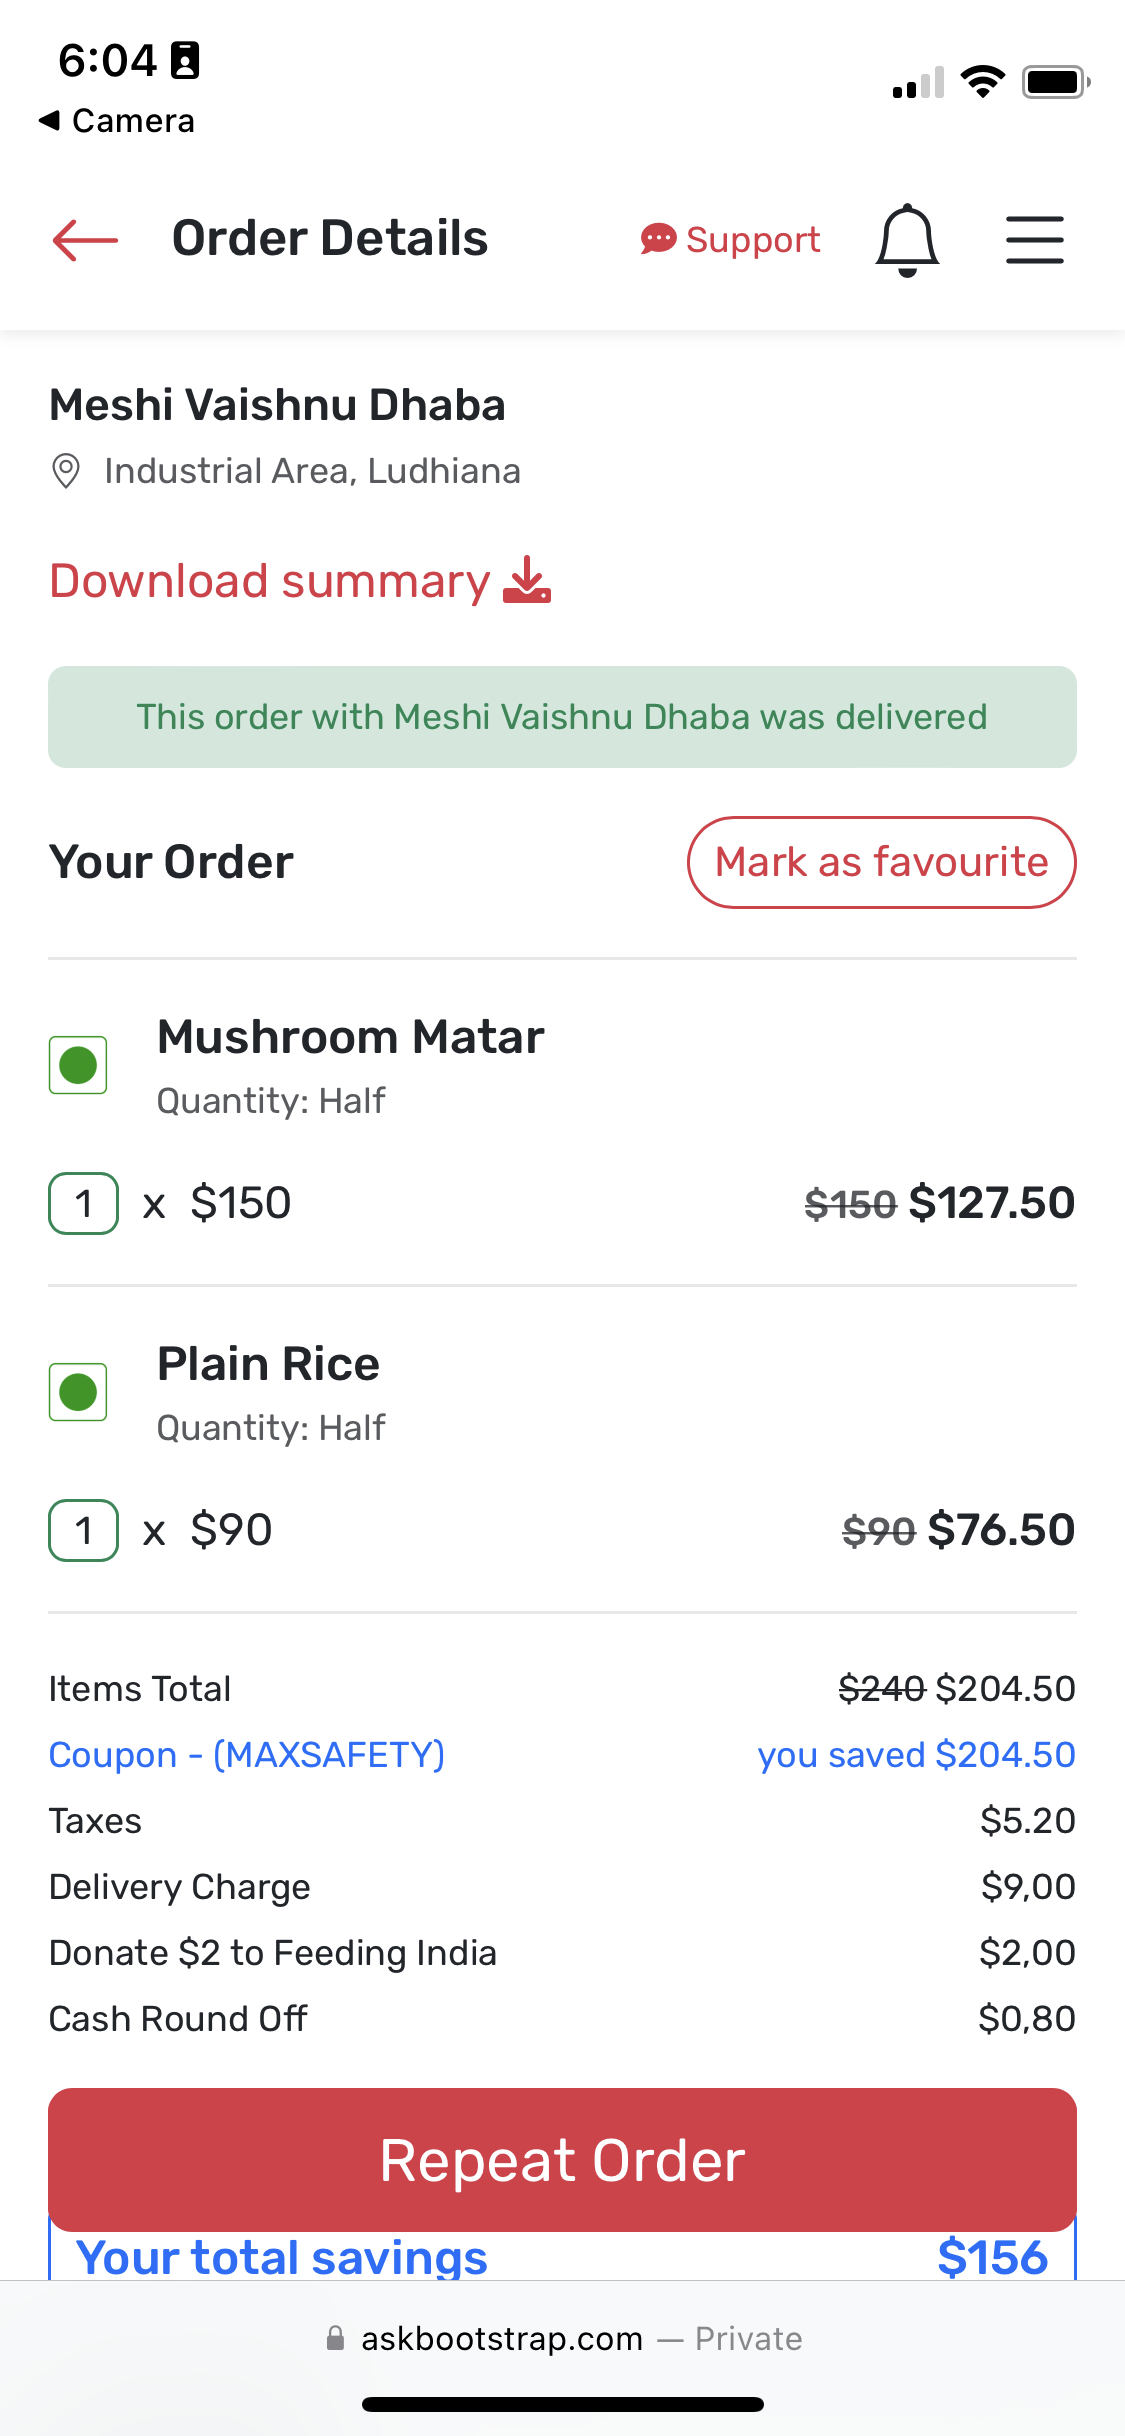 6:04
Camera
Order Details
Support
Meshi Vaishnu Dhaba
Industrial Area, Ludhiana
Download summary
This order with Meshi Vaishnu Dhaba was delivered
Your Order
Mark as favourite
Mushroom Matar
Quantity: Half
1 x $150 $150 $127.50
Plain Rice
Quantity: Half
1 x $90 $90 $76.50
Items Total $240 $204.50
Coupon - (MAXSAFETY) you saved $204.50
Taxes $5.20
Delivery Charge $9,00
Donate $2 to Feeding India $2,00
Cash Round Off $0,80
Repeat Order
Your total savings $156
askbootstrap.com — Private